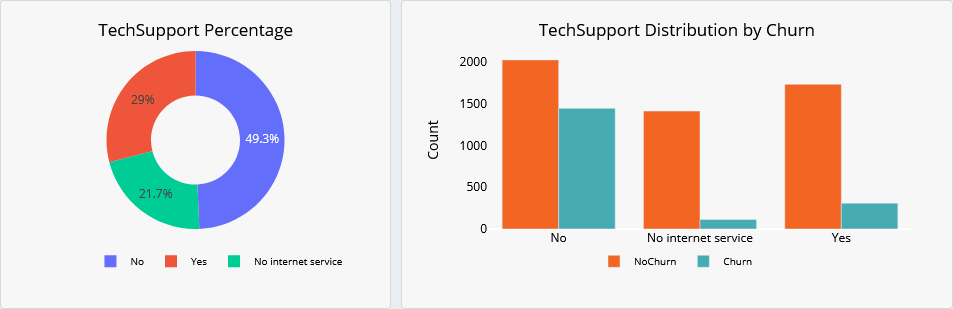 TechSupport Percentage
29%
49.3%
21.7%
No Yes No internet service
TechSupport Distribution by Churn
Count
2000
1500
1000
500
0
No No internet service Yes
NoChurn Churn